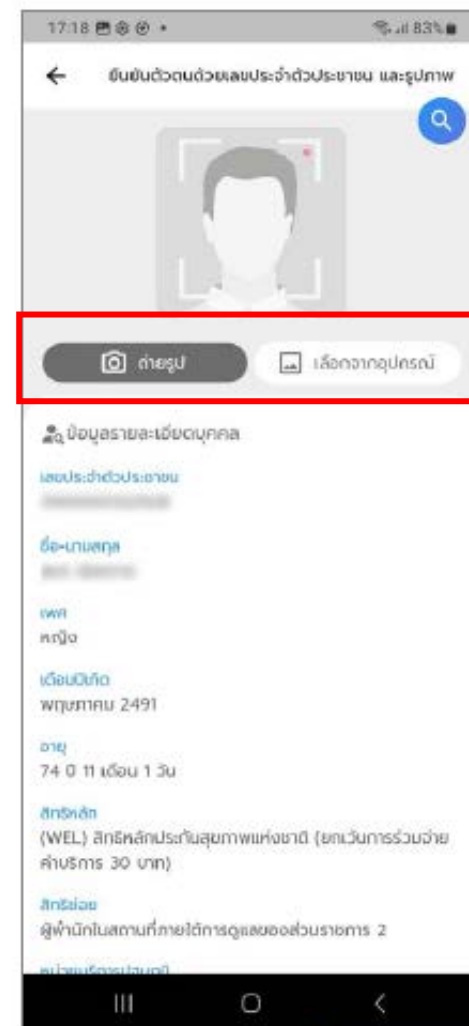 17:18
83%
ยืนยันตัวตนด้วยเลขประจำตัวประชาชน และรูปภาพ
ถ่ายรูป
เลือกจากอุปกรณ์
ข้อมูลรายละเอียดบุคคล
เลขประจำตัวประชาชน
ชื่อ-นามสกุล
เพศ
หญิง
เดือนปีเกิด
พฤษภาคม 2491
อายุ
74 ปี 11 เดือน 1 วัน
สิทธิหลัก
(WEL) สิทธิหลักประกันสุขภาพแห่งชาติ (ยกเว้นการร่วมจ่าย
ค่าบริการ 30 บาท)
สิทธิย่อย
ผู้พำนักในสถานที่ภายใต้การดูแลของส่วนราชการ 2